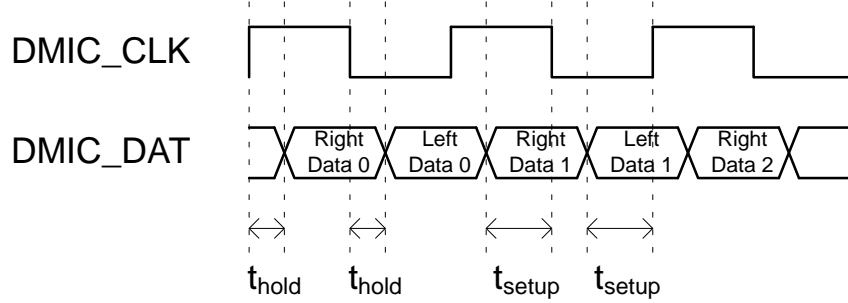 DMIC_CLK
DMIC_DAT
Right
Data 0
Left
Data 0
Right
Data 1
Left
Data 1
Right
Data 2
thold
thold
tsetup
tsetup